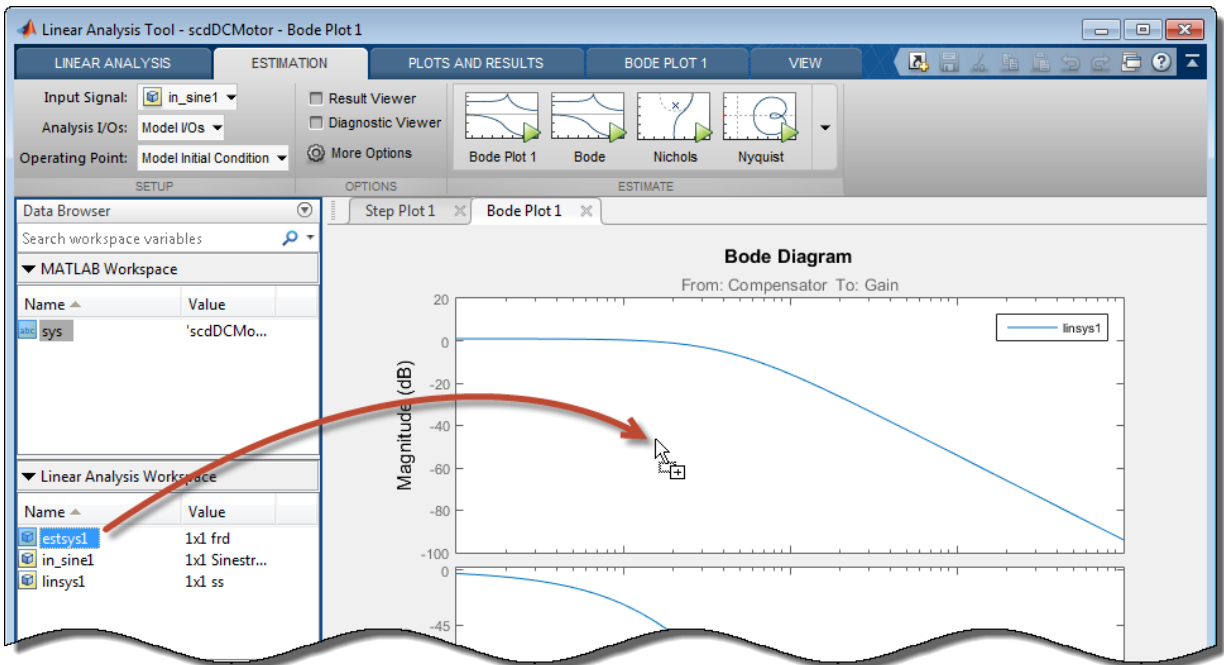 Linear Analysis Tool - scdDCMotor - Bode Plot 1
LINEAR ANALYSIS ESTIMATION PLOTS AND RESULTS BODE PLOT 1 VIEW
Input Signal: in_sine1
Analysis I/Os: Model I/Os
Operating Point: Model Initial Condition
SETUP
Result Viewer
Diagnostic Viewer
More Options
OPTIONS
Bode Plot 1 Bode Nichols Nyquist
ESTIMATE
Data Browser
Search workspace variables
MATLAB Workspace
Name Value
abc sys 'scdDCMo...
Linear Analysis Workspace
Name Value
estsys1 1x1 frd
in_sine1 1x1 Sinestr...
linsys1 1x1 ss
Step Plot 1 Bode Plot 1
Bode Diagram
From: Compensator To: Gain
linsys1
Magnitude (dB)
20
0
-20
-40
-60
-80
-100
0
-45